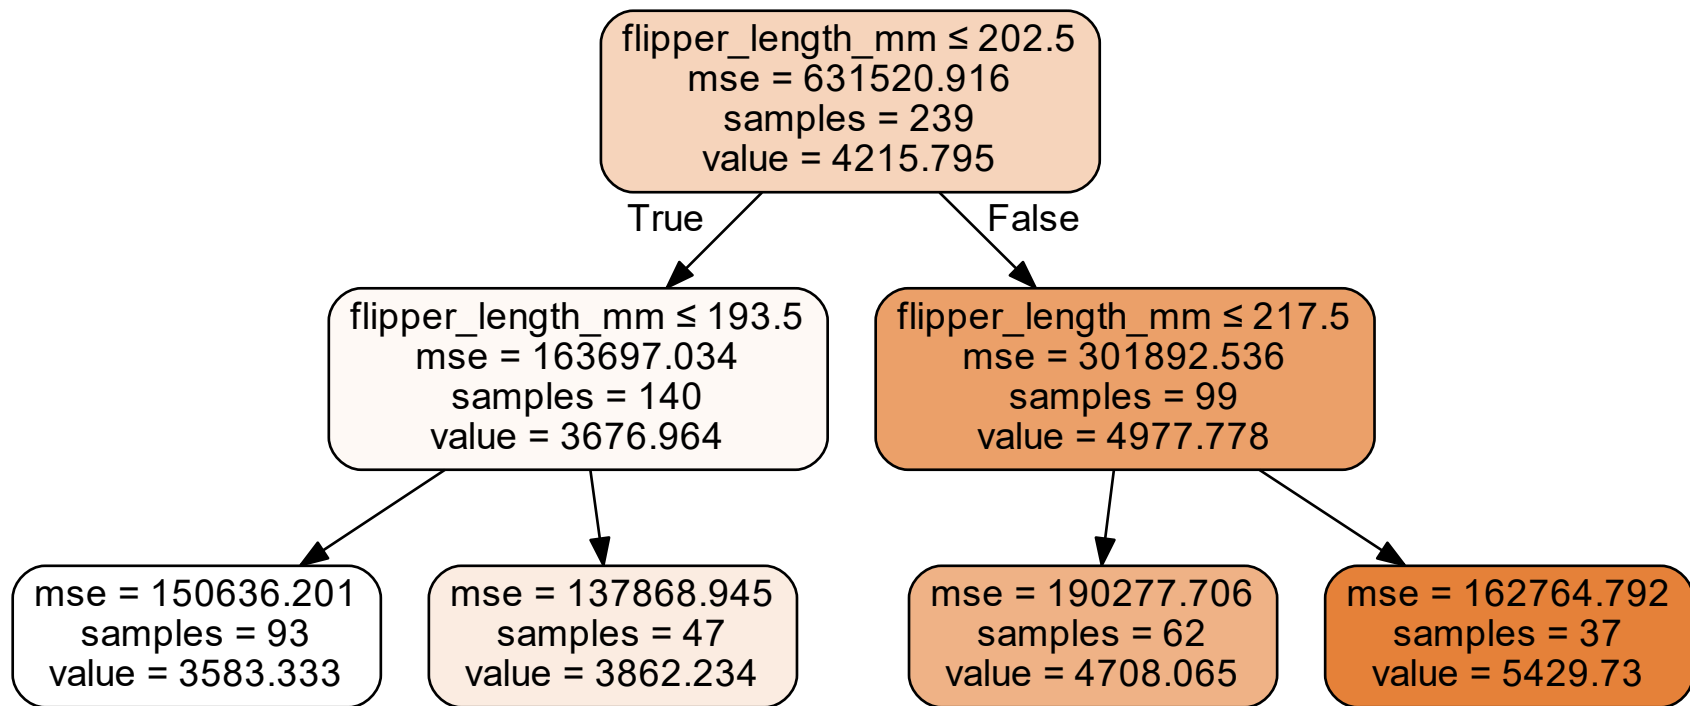 flipper_length_mm ≤ 202.5
mse = 631520.916
samples = 239
value = 4215.795
True
False
flipper_length_mm ≤ 193.5
mse = 163697.034
samples = 140
value = 3676.964
flipper_length_mm ≤ 217.5
mse = 301892.536
samples = 99
value = 4977.778
mse = 150636.201
samples = 93
value = 3583.333
mse = 137868.945
samples = 47
value = 3862.234
mse = 190277.706
samples = 62
value = 4708.065
mse = 162764.792
samples = 37
value = 5429.73